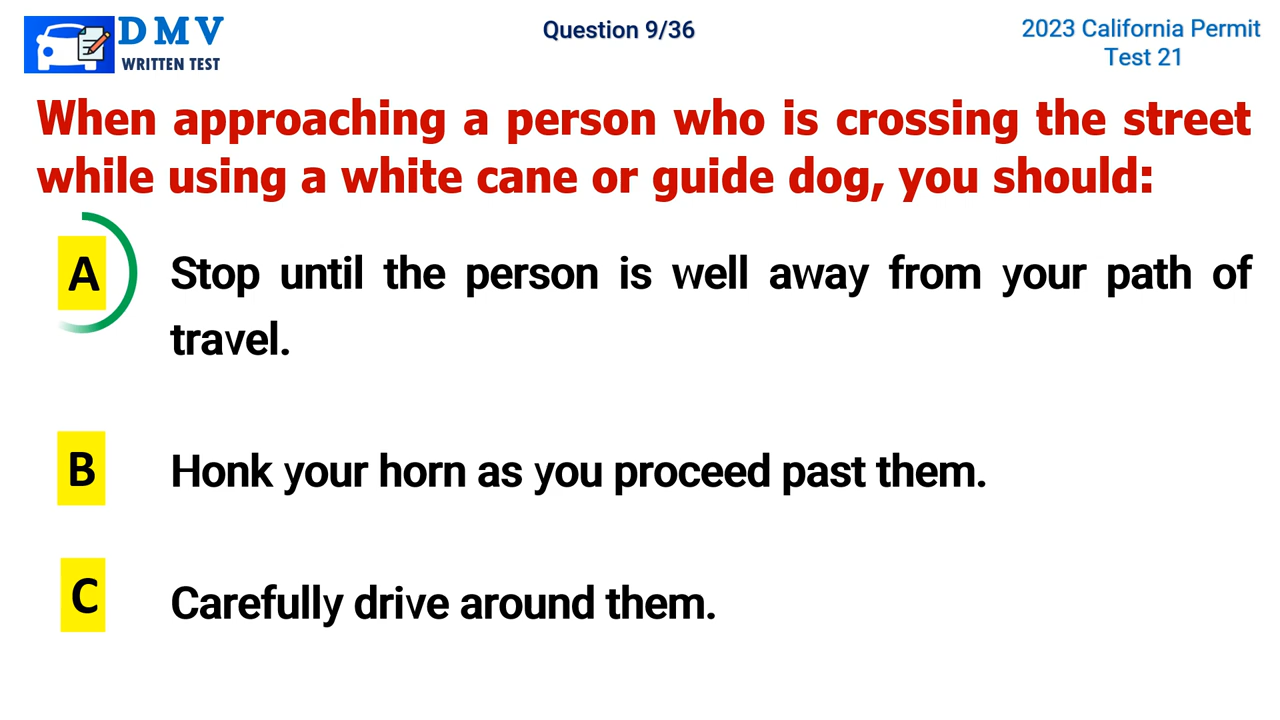 DMV
WRITTEN TEST
Question 9/36
2023 California Permit
Test 21
When approaching a person who is crossing the street
while using a white cane or guide dog, you should:
A
Stop until the person is well away from your path of
travel.
B
Honk your horn as you proceed past them.
C
Carefully drive around them.